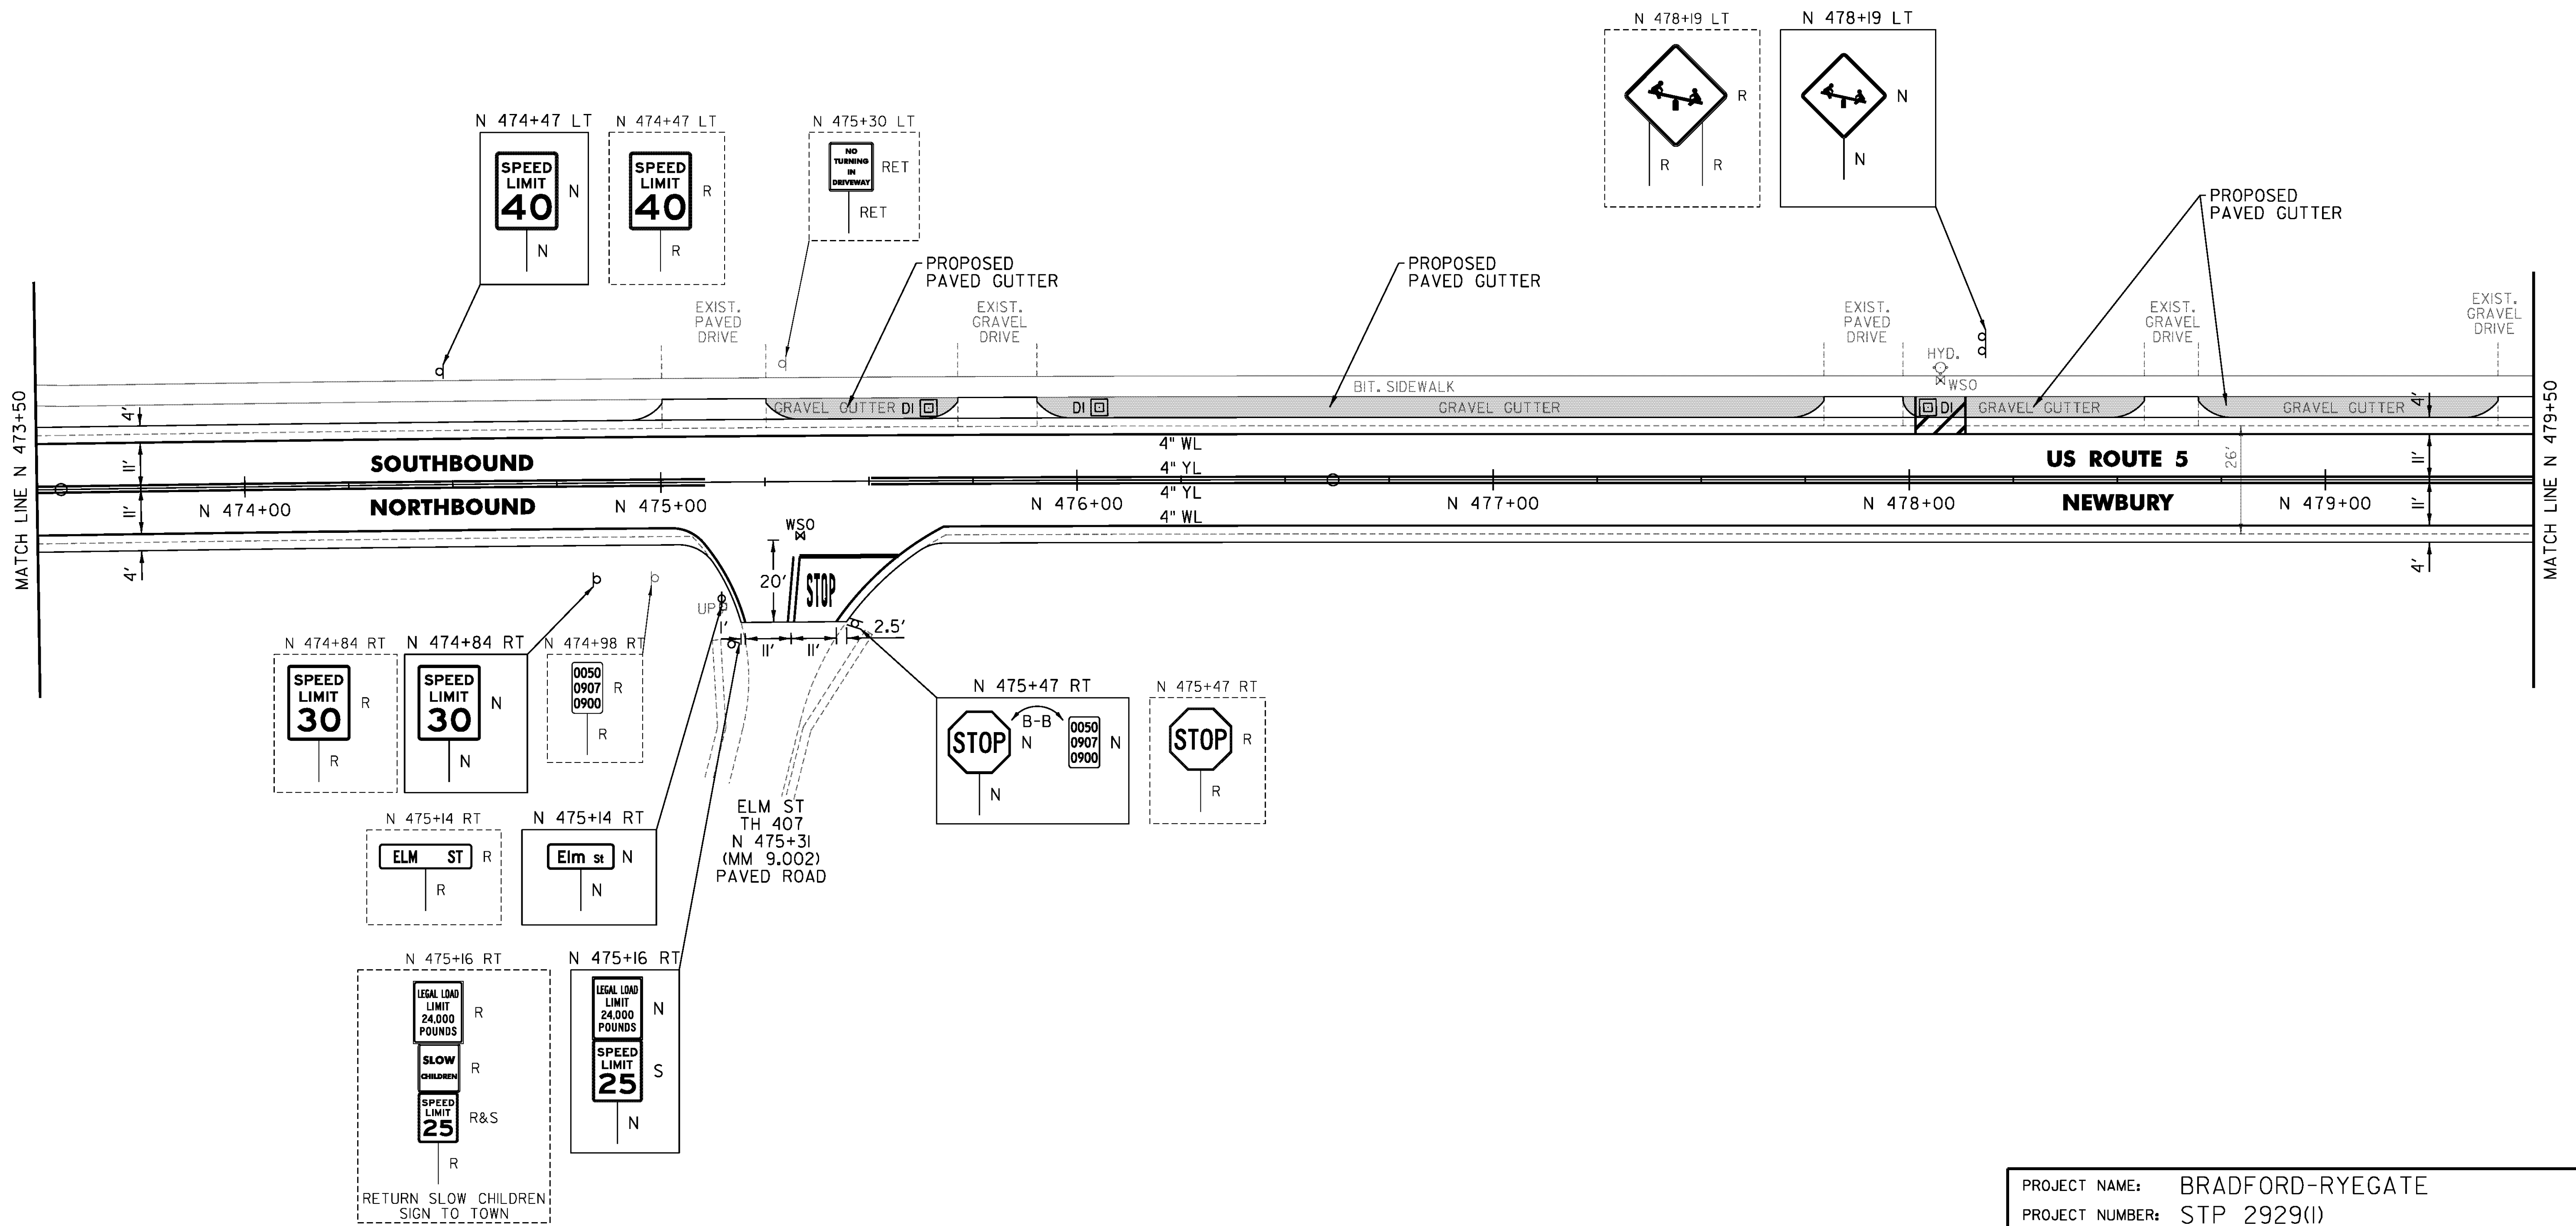 N 478+19 LT
N 478+19 LT
R
R
R
N
N
N 474+47 LT
SPEED
LIMIT
40
N
N
N 474+47 LT
SPEED
LIMIT
40
R
R
N 475+30 LT
NO
TURNING
IN
DRIVEWAY
RET
RET
PROPOSED
PAVED GUTTER
PROPOSED
PAVED GUTTER
PROPOSED
PAVED GUTTER
EXIST.
PAVED
DRIVE
EXIST.
GRAVEL
DRIVE
EXIST.
PAVED
DRIVE
EXIST.
GRAVEL
DRIVE
EXIST.
GRAVEL
DRIVE
HYD.
WSO
BIT. SIDEWALK
GRAVEL GUTTER
DI
DI
GRAVEL GUTTER
DI
GRAVEL GUTTER
GRAVEL GUTTER
MATCH LINE N 473+50
MATCH LINE N 479+50
4'
11'
11'
4'
4'
11'
11'
4'
26'
4" WL
4" YL
4" YL
4" WL
SOUTHBOUND
NORTHBOUND
US ROUTE 5
NEWBURY
N 474+00
N 475+00
N 476+00
N 477+00
N 478+00
N 479+00
WSO
20'
STOP
UP
1'
11'
11'
2.5'
N 474+84 RT
SPEED
LIMIT
30
R
R
N 474+84 RT
SPEED
LIMIT
30
N
N
N 474+98 RT
0050
0907
0900
R
R
N 475+47 RT
STOP
N
B-B
0050
0907
0900
N
N
N 475+47 RT
STOP
R
R
N 475+14 RT
ELM ST
R
R
N 475+14 RT
Elm St
N
N
ELM ST
TH 407
N 475+31
(MM 9.002)
PAVED ROAD
N 475+16 RT
LEGAL LOAD
LIMIT
24,000
POUNDS
R
SLOW
CHILDREN
R
SPEED
LIMIT
25
R&S
R
RETURN SLOW CHILDREN
SIGN TO TOWN
N 475+16 RT
LEGAL LOAD
LIMIT
24,000
POUNDS
N
SPEED
LIMIT
25
S
N
PROJECT NAME: BRADFORD-RYEGATE
PROJECT NUMBER: STP 2929(1)